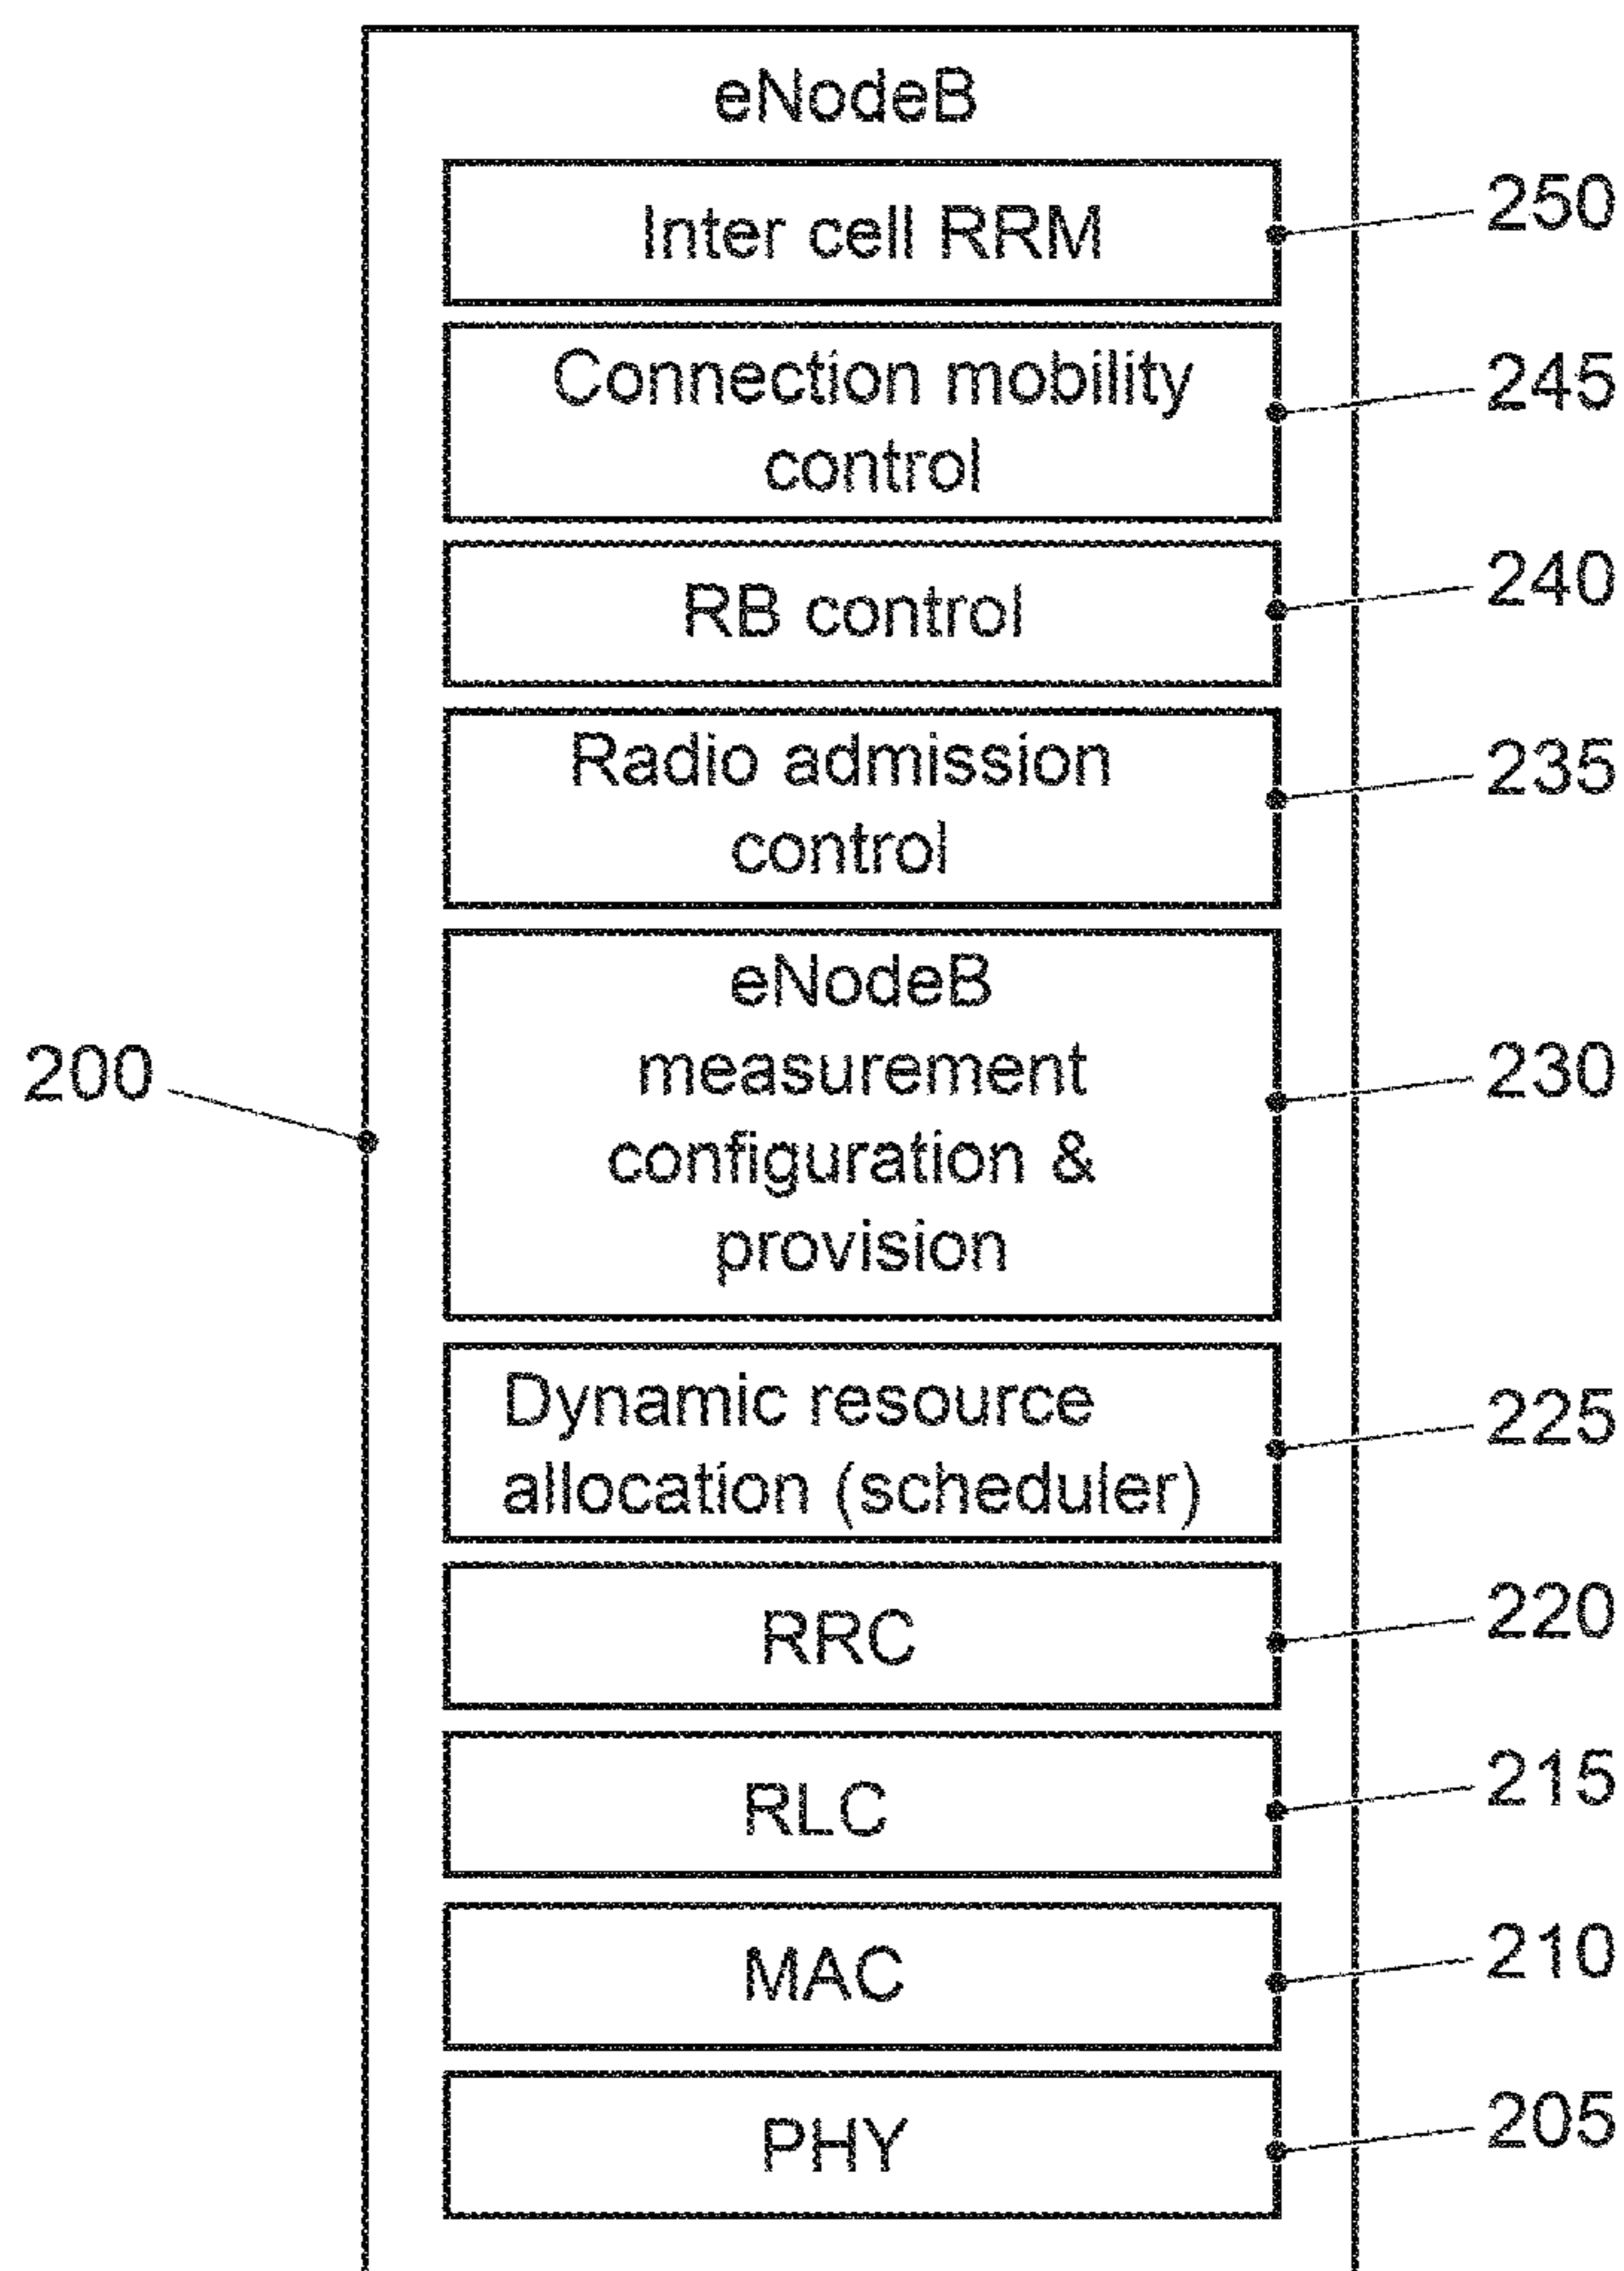 eNodeB
Inter cell RRM
250
Connection mobility
control
245
RB control
240
Radio admission
control
235
eNodeB
measurement
configuration &
provision
230
200
Dynamic resource
allocation (scheduler)
225
RRC
220
RLC
215
MAC
210
PHY
205